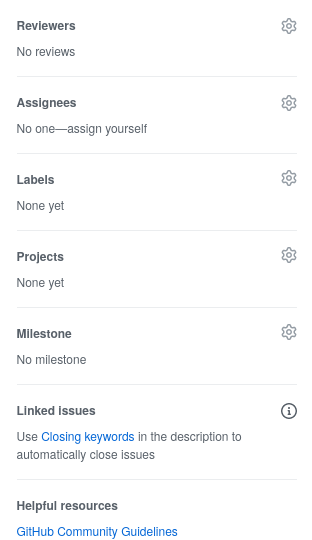 Reviewers
No reviews
Assignees
No one—assign yourself
Labels
None yet
Projects
None yet
Milestone
No milestone
Linked issues
Use Closing keywords in the description to
automatically close issues
Helpful resources
GitHub Community Guidelines